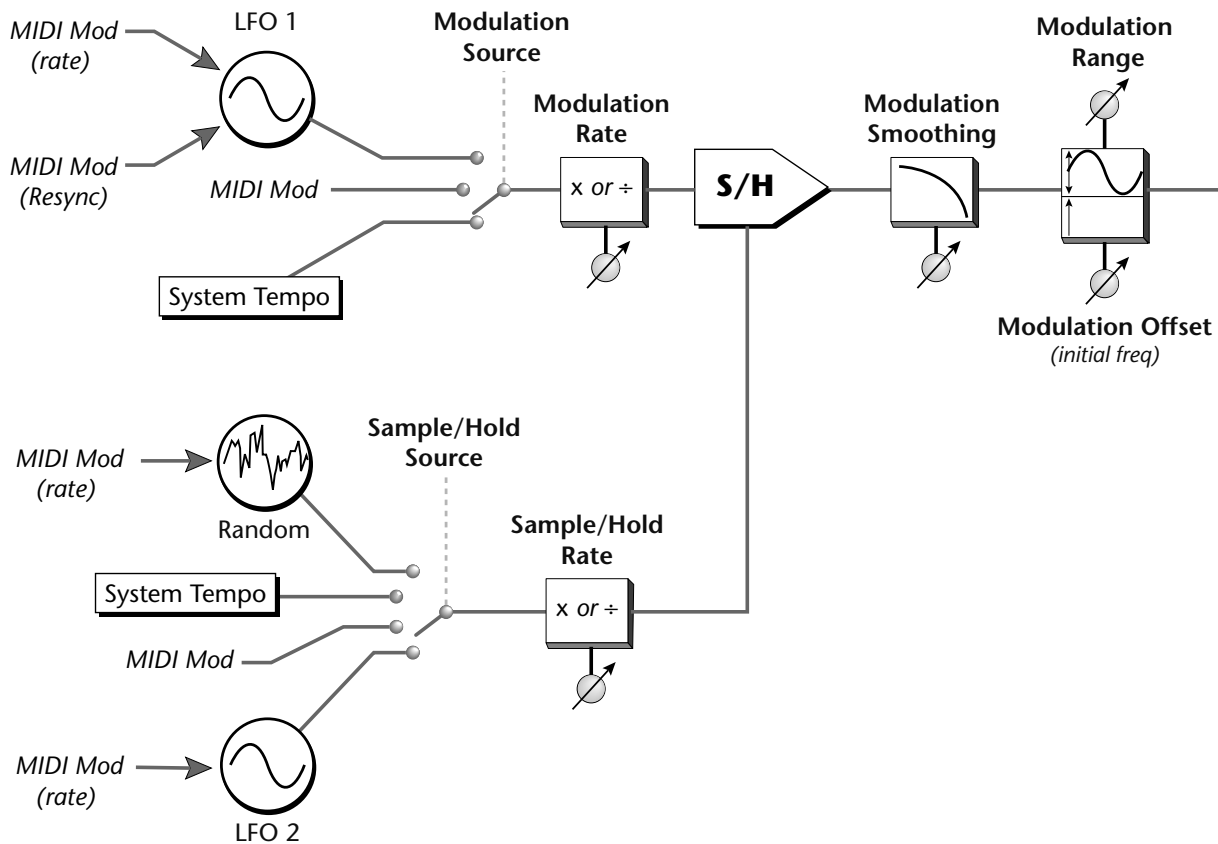 LFO 1
MIDI Mod
(rate)
MIDI Mod
(Resync)
Modulation
Source
MIDI Mod
System Tempo
Modulation
Rate
x or ÷
S/H
Modulation
Smoothing
Modulation
Range
Modulation Offset
(initial freq)
MIDI Mod
(rate)
Random
Sample/Hold
Source
System Tempo
MIDI Mod
Sample/Hold
Rate
x or ÷
MIDI Mod
(rate)
LFO 2